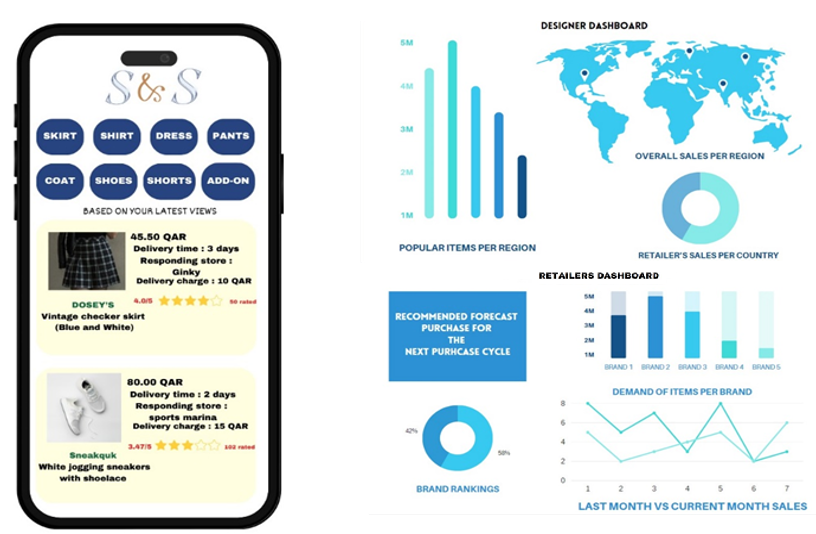 S & S
SKIRT
SHIRT
DRESS
PANTS
COAT
SHOES
SHORTS
ADD-ON
BASED ON YOUR LATEST VIEWS
45.50 QAR
Delivery time : 3 days
Responding store :
Ginky
Delivery charge : 10 QAR
DOSEY'S
4.0/5
50 rated
Vintage checker skirt
(Blue and White)
80.00 QAR
Delivery time : 2 days
Responding store :
sports marina
Delivery charge : 15 QAR
3.47/5
102 rated
Sneakquk
White jogging sneakers
with shoelace
DESIGNER DASHBOARD
5M
4M
3M
2M
1M
POPULAR ITEMS PER REGION
OVERALL SALES PER REGION
RETAILER'S SALES PER COUNTRY
RETAILERS DASHBOARD
RECOMMENDED FORECAST
PURCHASE FOR
THE
NEXT PURHCASE CYCLE
5M
4M
3M
2M
1M
BRAND 1
BRAND 2
BRAND 3
BRAND 4
BRAND 5
DEMAND OF ITEMS PER BRAND
42%
58%
BRAND RANKINGS
8
6
4
2
0
1
2
3
4
5
6
7
LAST MONTH VS CURRENT MONTH SALES